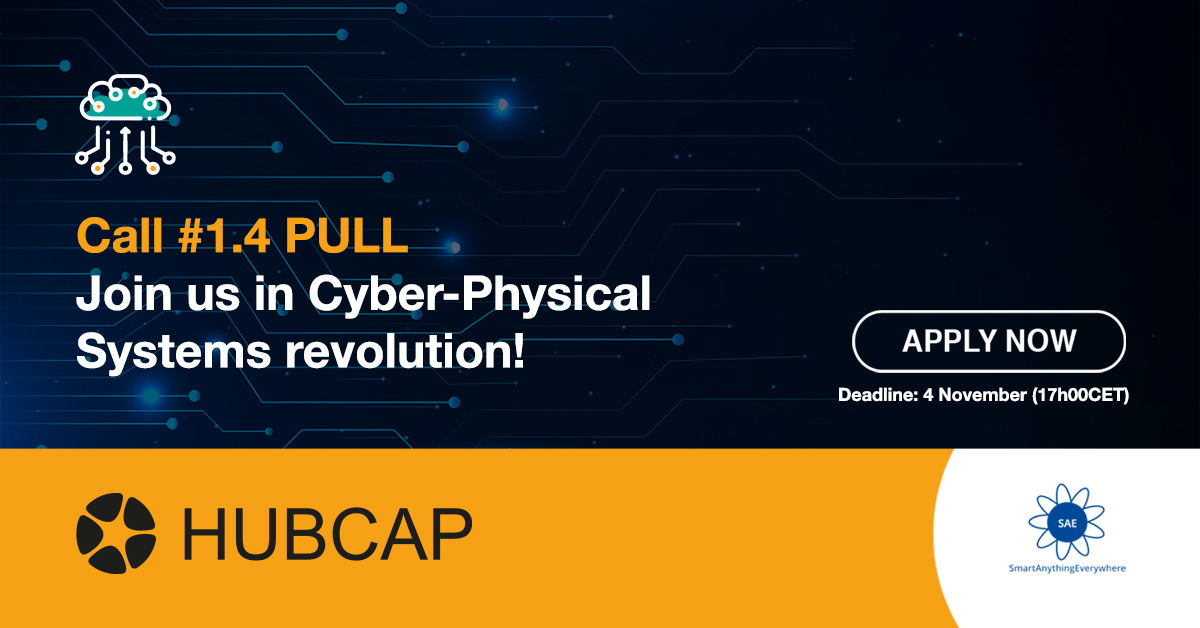 Call #1.4 PULL
Join us in Cyber-Physical
Systems revolution!
APPLY NOW
Deadline: 4 November (17h00CET)
HUBCAP
SAE
SmartAnythingEverywhere